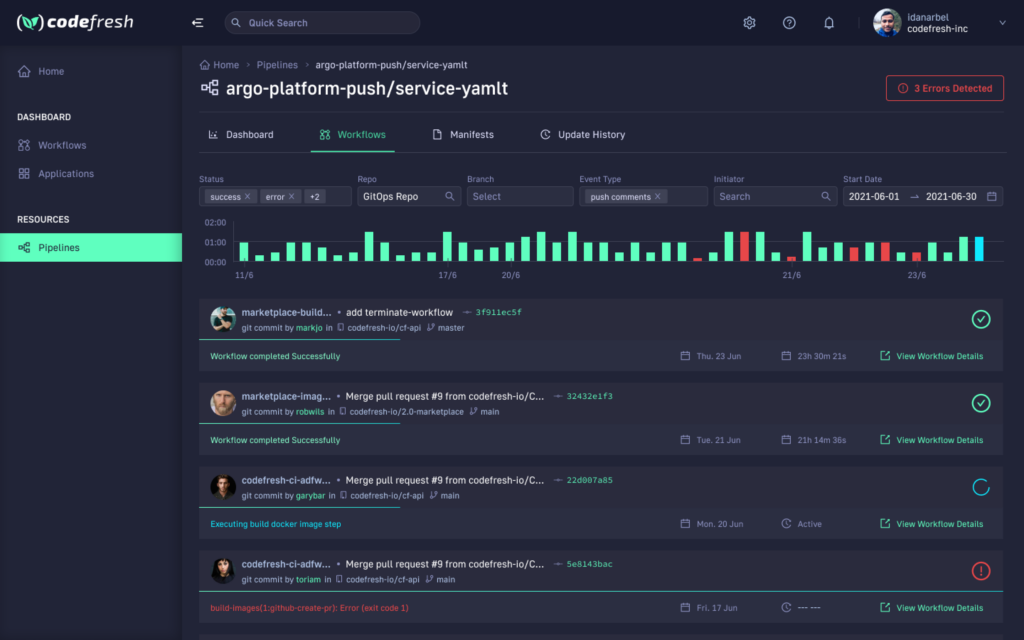 codefresh
Quick Search
idanarbel
codefresh-inc
Home
DASHBOARD
Workflows
Applications
RESOURCES
Pipelines
Home > Pipelines > argo-platform-push/service-yamlt
argo-platform-push/service-yamlt
3 Errors Detected
Dashboard Workflows Manifests Update History
Status Repo Branch Event Type Initiator Start Date
success × error × +2 GitOps Repo Select push comments × Search 2021-06-01 → 2021-06-30
02:00
01:00
00:00
11/6 17/6 20/6 21/6 23/6
marketplace-build... • add terminate-workflow 3f911ec5f
git commit by markjo in codefresh-io/cf-api master
Workflow completed Successfully Thu. 23 Jun 23h 30m 21s View Workflow Details
marketplace-imag... • Merge pull request #9 from codefresh-io/C... 32432e1f3
git commit by robwils in codefresh-io/2.0-marketplace main
Workflow completed Successfully Tue. 21 Jun 21h 14m 36s View Workflow Details
codefresh-ci-adfw... • Merge pull request #9 from codefresh-io/C... 22d007a85
git commit by garybar in codefresh-io/cf-api main
Executing build docker image step Mon. 20 Jun Active View Workflow Details
codefresh-ci-adfw... • Merge pull request #9 from codefresh-io/C... 5e8143bac
git commit by toriam in codefresh-io/cf-api main
build-images(1:github-create-pr): Error (exit code 1) Fri. 17 Jun --- --- View Workflow Details